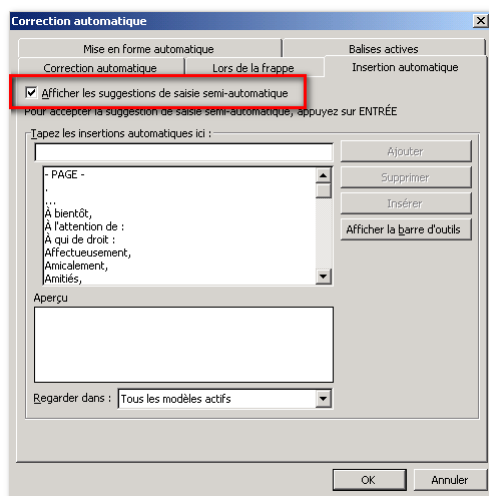 Correction automatique
Mise en forme automatique
Balises actives
Correction automatique
Lors de la frappe
Insertion automatique
Afficher les suggestions de saisie semi-automatique
Pour accepter la suggestion de saisie semi-automatique, appuyez sur ENTRÉE
Tapez les insertions automatiques ici :
Ajouter
- PAGE -
.
...
À bientôt,
À l'attention de :
À qui de droit :
Affectueusement,
Amicalement,
Amitiés,
Supprimer
Insérer
Afficher la barre d'outils
Aperçu
Regarder dans :
Tous les modèles actifs
OK
Annuler